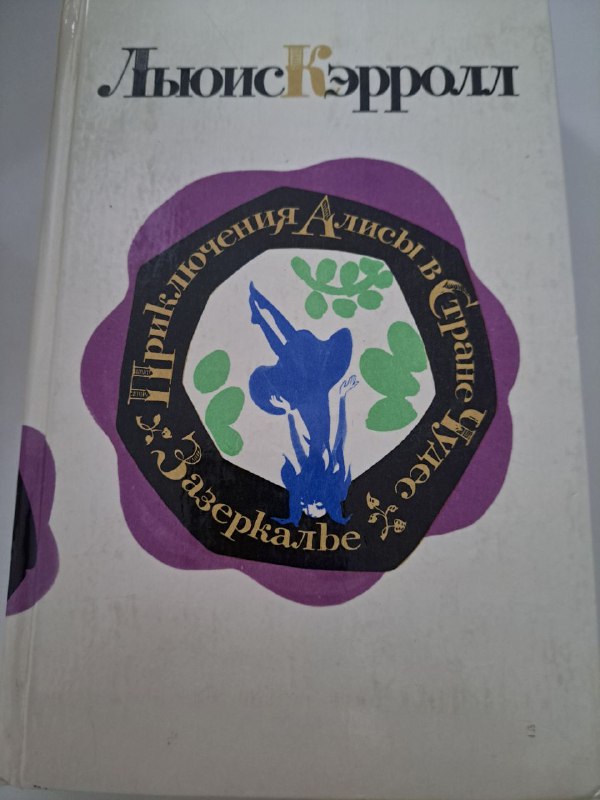 Льюис Кэрролл
Приключения Алисы в Стране Чудес
Зазеркалье